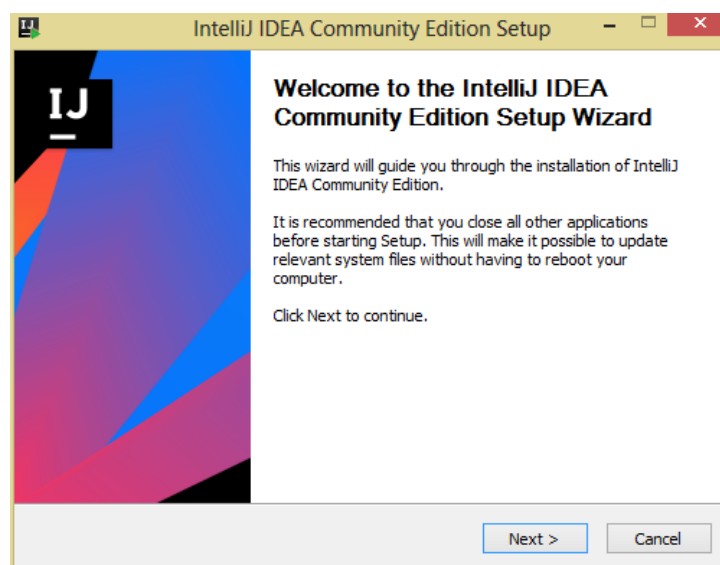 IntelliJ IDEA Community Edition Setup
IJ
Welcome to the IntelliJ IDEA
Community Edition Setup Wizard
This wizard will guide you through the installation of IntelliJ
IDEA Community Edition.
It is recommended that you close all other applications
before starting Setup. This will make it possible to update
relevant system files without having to reboot your
computer.
Click Next to continue.
Next >
Cancel